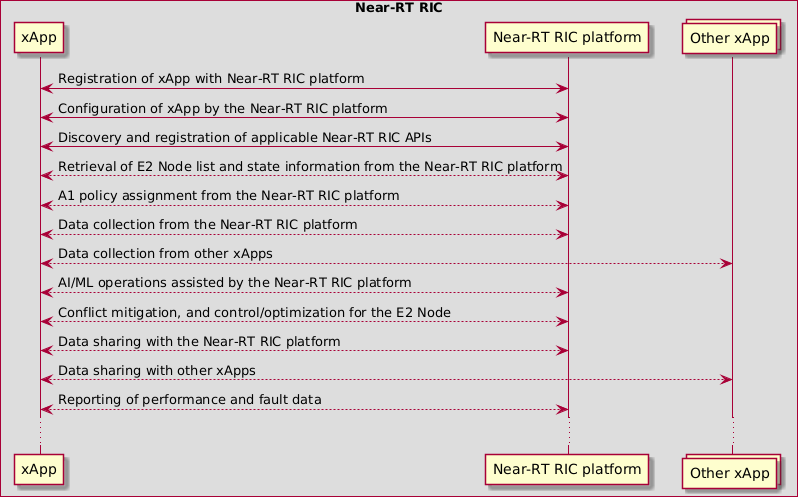 Near-RT RIC
xApp
Near-RT RIC platform
Other xApp
Registration of xApp with Near-RT RIC platform
Configuration of xApp by the Near-RT RIC platform
Discovery and registration of applicable Near-RT RIC APIs
Retrieval of E2 Node list and state information from the Near-RT RIC platform
A1 policy assignment from the Near-RT RIC platform
Data collection from the Near-RT RIC platform
Data collection from other xApps
AI/ML operations assisted by the Near-RT RIC platform
Conflict mitigation, and control/optimization for the E2 Node
Data sharing with the Near-RT RIC platform
Data sharing with other xApps
Reporting of performance and fault data
xApp
Near-RT RIC platform
Other xApp